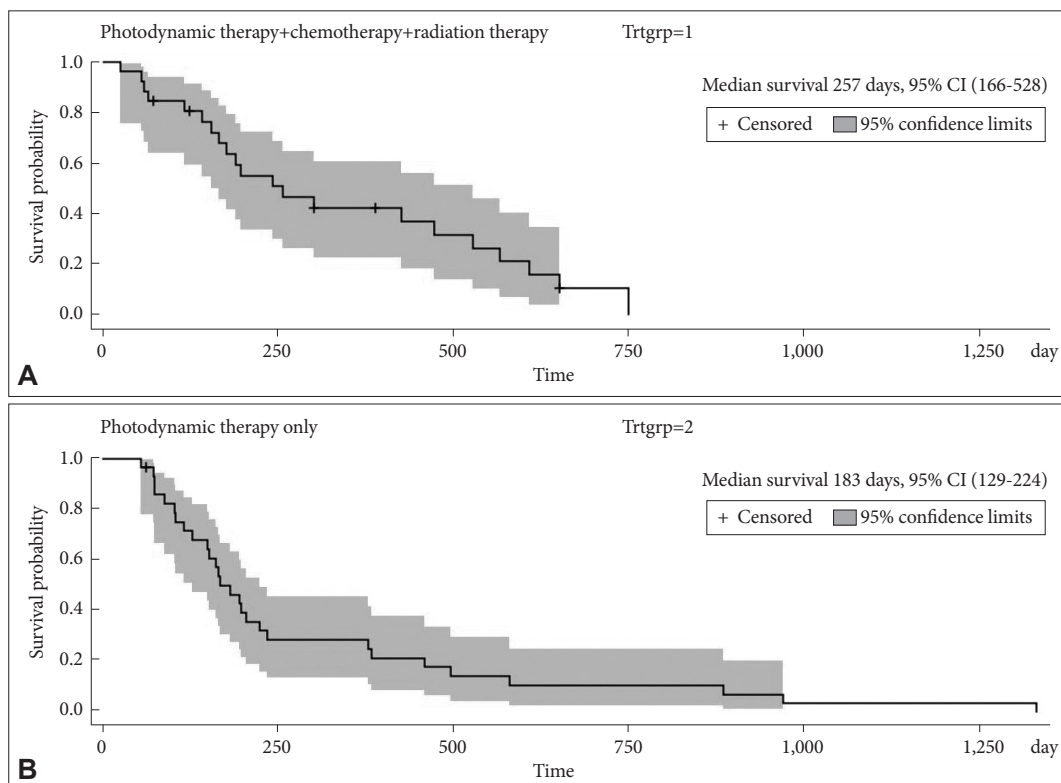 Photodynamic therapy+chemotherapy+radiation therapy Trtgrp=1
Median survival 257 days, 95% CI (166-528)
+ Censored 95% confidence limits
Survival probability
1.0
0.8
0.6
0.4
0.2
0.0
0 250 500 750 1,000 1,250 day
Time
A
Photodynamic therapy only Trtgrp=2
Median survival 183 days, 95% CI (129-224)
+ Censored 95% confidence limits
Survival probability
1.0
0.8
0.6
0.4
0.2
0.0
0 250 500 750 1,000 1,250 day
Time
B